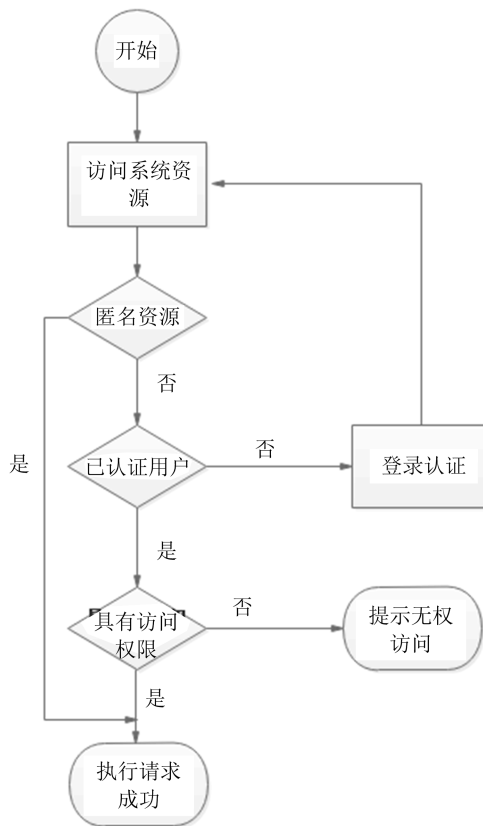 开始
访问系统资
源
匿名资源
否
已认证用户
否
登录认证
是
是
具有访问
权限
否
提示无权
访问
是
执行请求
成功